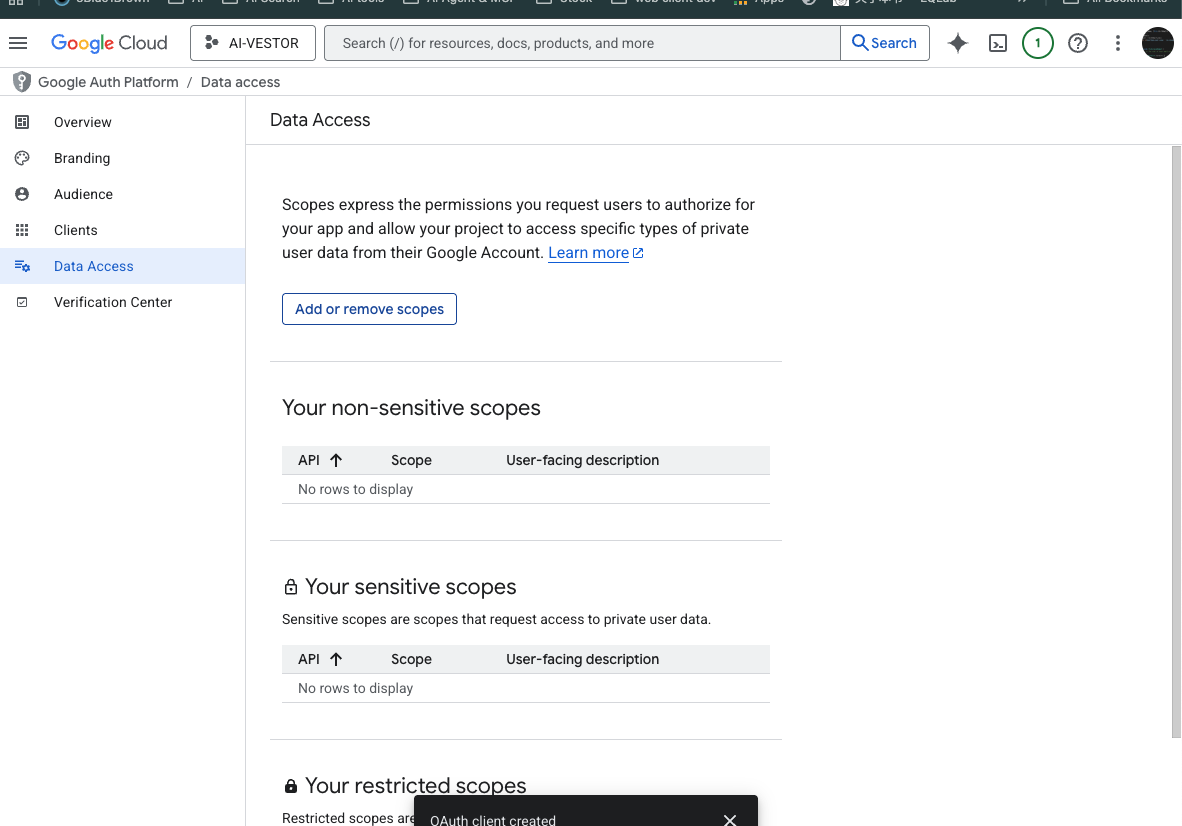 All Bookmarks
Google Cloud
AI-VESTOR
Search (/) for resources, docs, products, and more
Search
1
Google Auth Platform / Data access
Overview
Branding
Audience
Clients
Data Access
Verification Center
Data Access
Scopes express the permissions you request users to authorize for
your app and allow your project to access specific types of private
user data from their Google Account. Learn more
Add or remove scopes
Your non-sensitive scopes
API Scope User-facing description
No rows to display
Your sensitive scopes
Sensitive scopes are scopes that request access to private user data.
API Scope User-facing description
No rows to display
Your restricted scopes
Restricted scopes are
OAuth client created